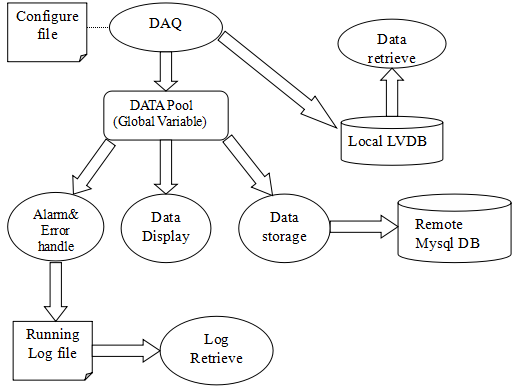 Configure
file
DAQ
Data
retrieve
DATA Pool
(Global Variable)
Local LVDB
Alarm&
Error
handle
Data
Display
Data
storage
Remote
Mysql DB
Running
Log file
Log
Retrieve